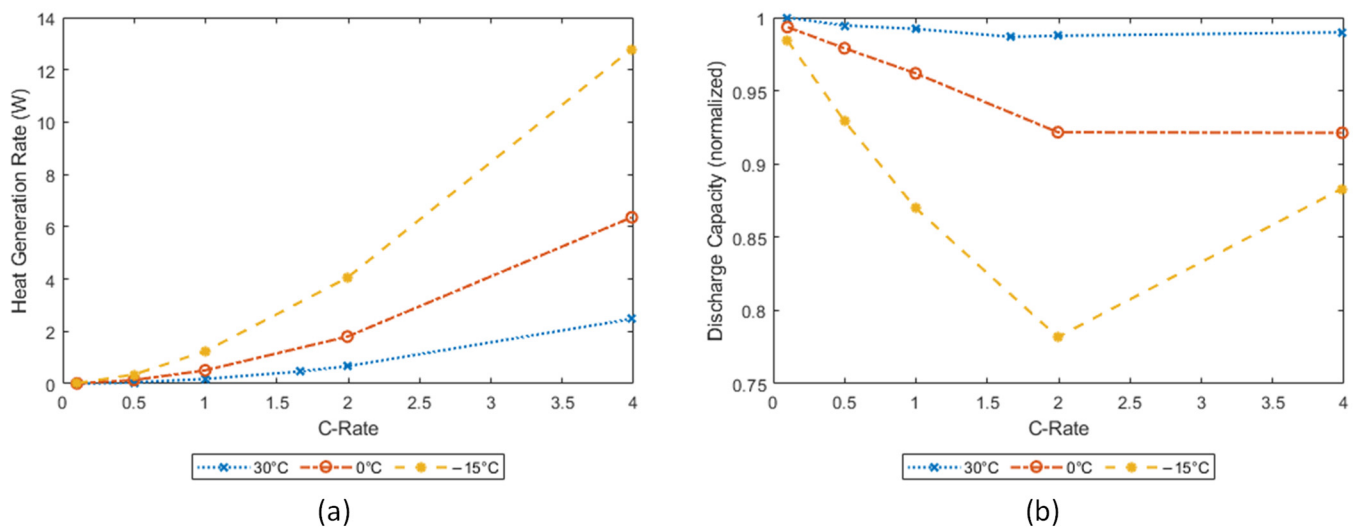 14
12
10
8
6
4
2
0
Heat Generation Rate (W)
0 0.5 1 1.5 2 2.5 3 3.5 4
C-Rate
30°C 0°C –15°C
(a)
1
0.95
0.9
0.85
0.8
0.75
Discharge Capacity (normalized)
0 0.5 1 1.5 2 2.5 3 3.5 4
C-Rate
30°C 0°C –15°C
(b)